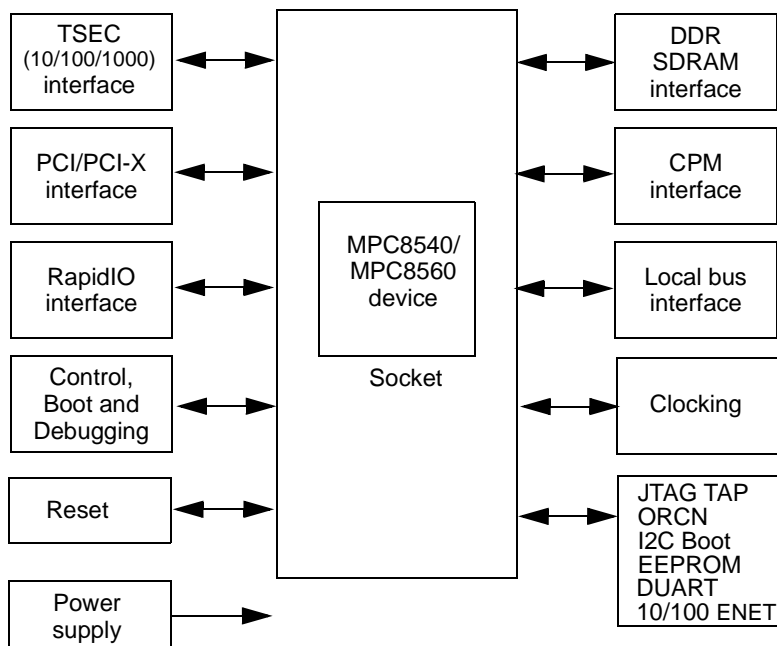 TSEC
(10/100/1000)
interface
PCI/PCI-X
interface
RapidIO
interface
Control,
Boot and
Debugging
Reset
Power
supply
MPC8540/
MPC8560
device
Socket
DDR
SDRAM
interface
CPM
interface
Local bus
interface
Clocking
JTAG TAP
ORCN
I2C Boot
EEPROM
DUART
10/100 ENET